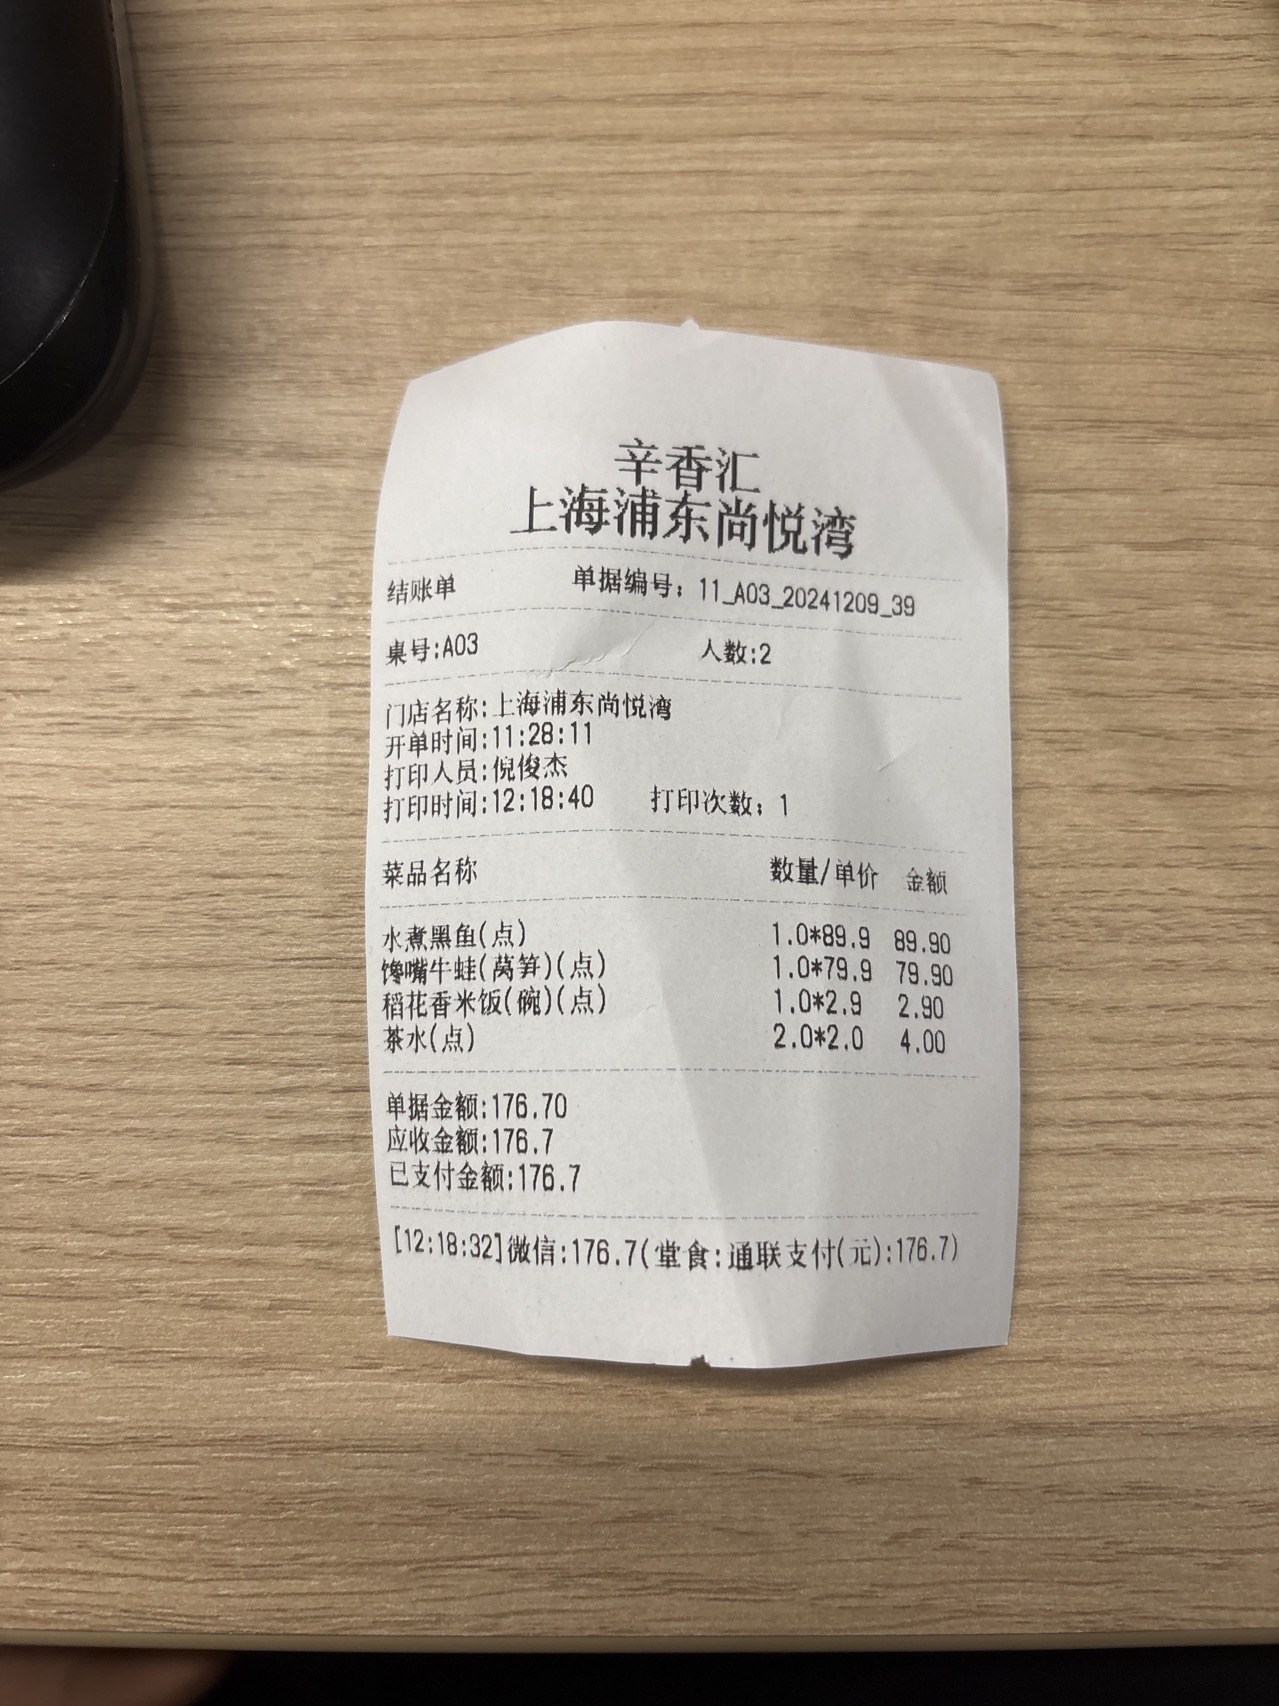 辛香汇
上海浦东尚悦湾
结账单 单据编号: 11_A03_20241209_39
桌号:A03 人数:2
门店名称:上海浦东尚悦湾
开单时间:11:28:11
打印人员:倪俊杰
打印时间:12:18:40 打印次数: 1
菜品名称 数量/单价 金额
水煮黑鱼(点) 1.0*89.9 89.90
馋嘴牛蛙(莴笋)(点) 1.0*79.9 79.90
稻花香米饭(碗)(点) 1.0*2.9 2.90
茶水(点) 2.0*2.0 4.00
单据金额:176.70
应收金额:176.7
已支付金额:176.7
[12:18:32]微信:176.7(堂食:通联支付(元):176.7)